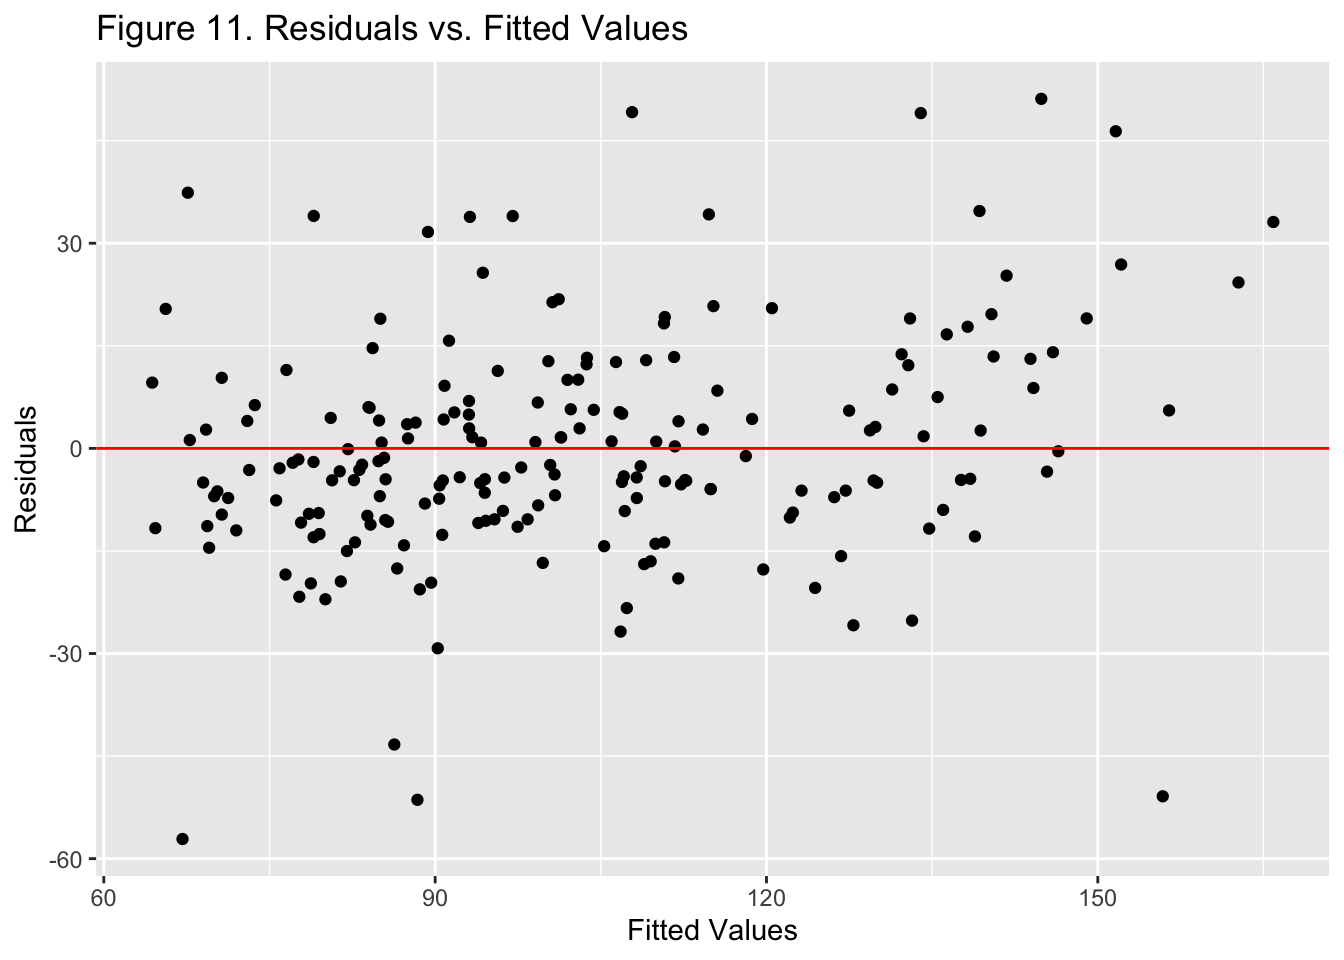 Figure 11. Residuals vs. Fitted Values
Residuals
30
0
-30
-60
60 90 120 150
Fitted Values